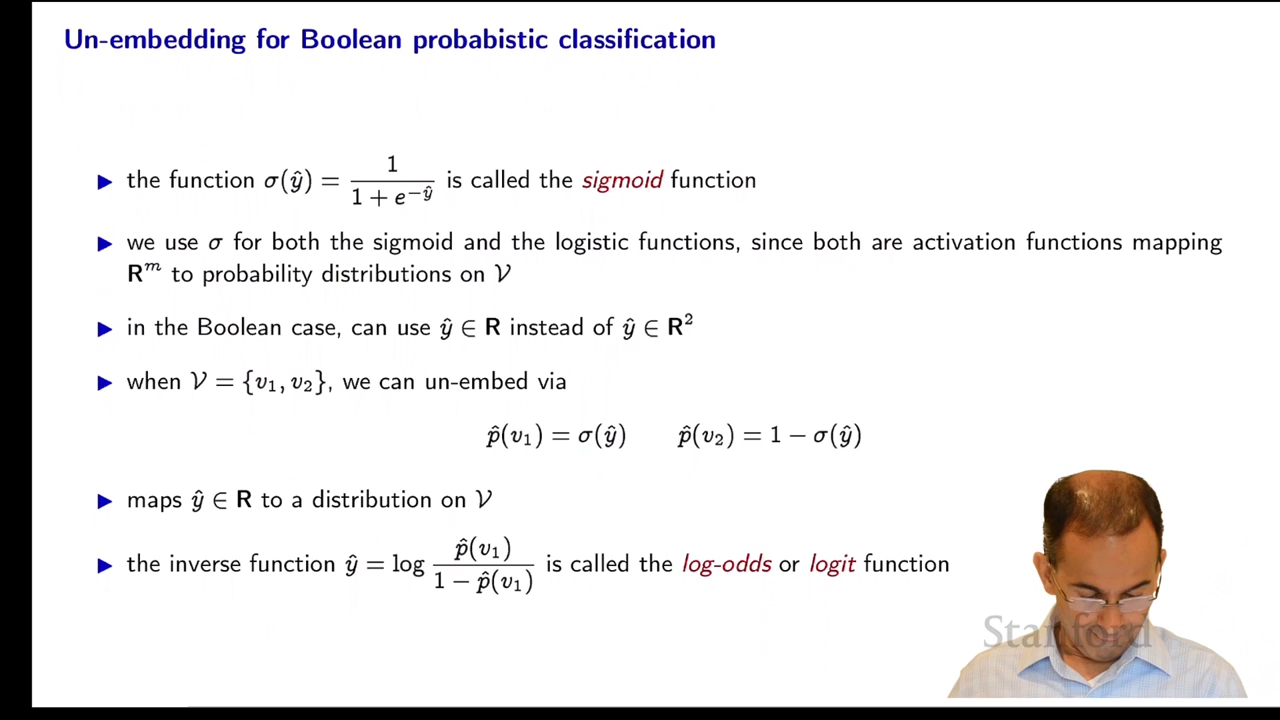 Un-embedding for Boolean probabistic classification
▶ the function σ(ŷ) = 1 / (1 + e^{−ŷ}) is called the sigmoid function
▶ we use σ for both the sigmoid and the logistic functions, since both are activation functions mapping
R^m to probability distributions on 𝒱
▶ in the Boolean case, can use ŷ ∈ R instead of ŷ ∈ R²
▶ when 𝒱 = {v₁, v₂}, we can un-embed via
p̂(v₁) = σ(ŷ) p̂(v₂) = 1 − σ(ŷ)
▶ maps ŷ ∈ R to a distribution on 𝒱
▶ the inverse function ŷ = log p̂(v₁) / (1 − p̂(v₁)) is called the log-odds or logit function
Stanford